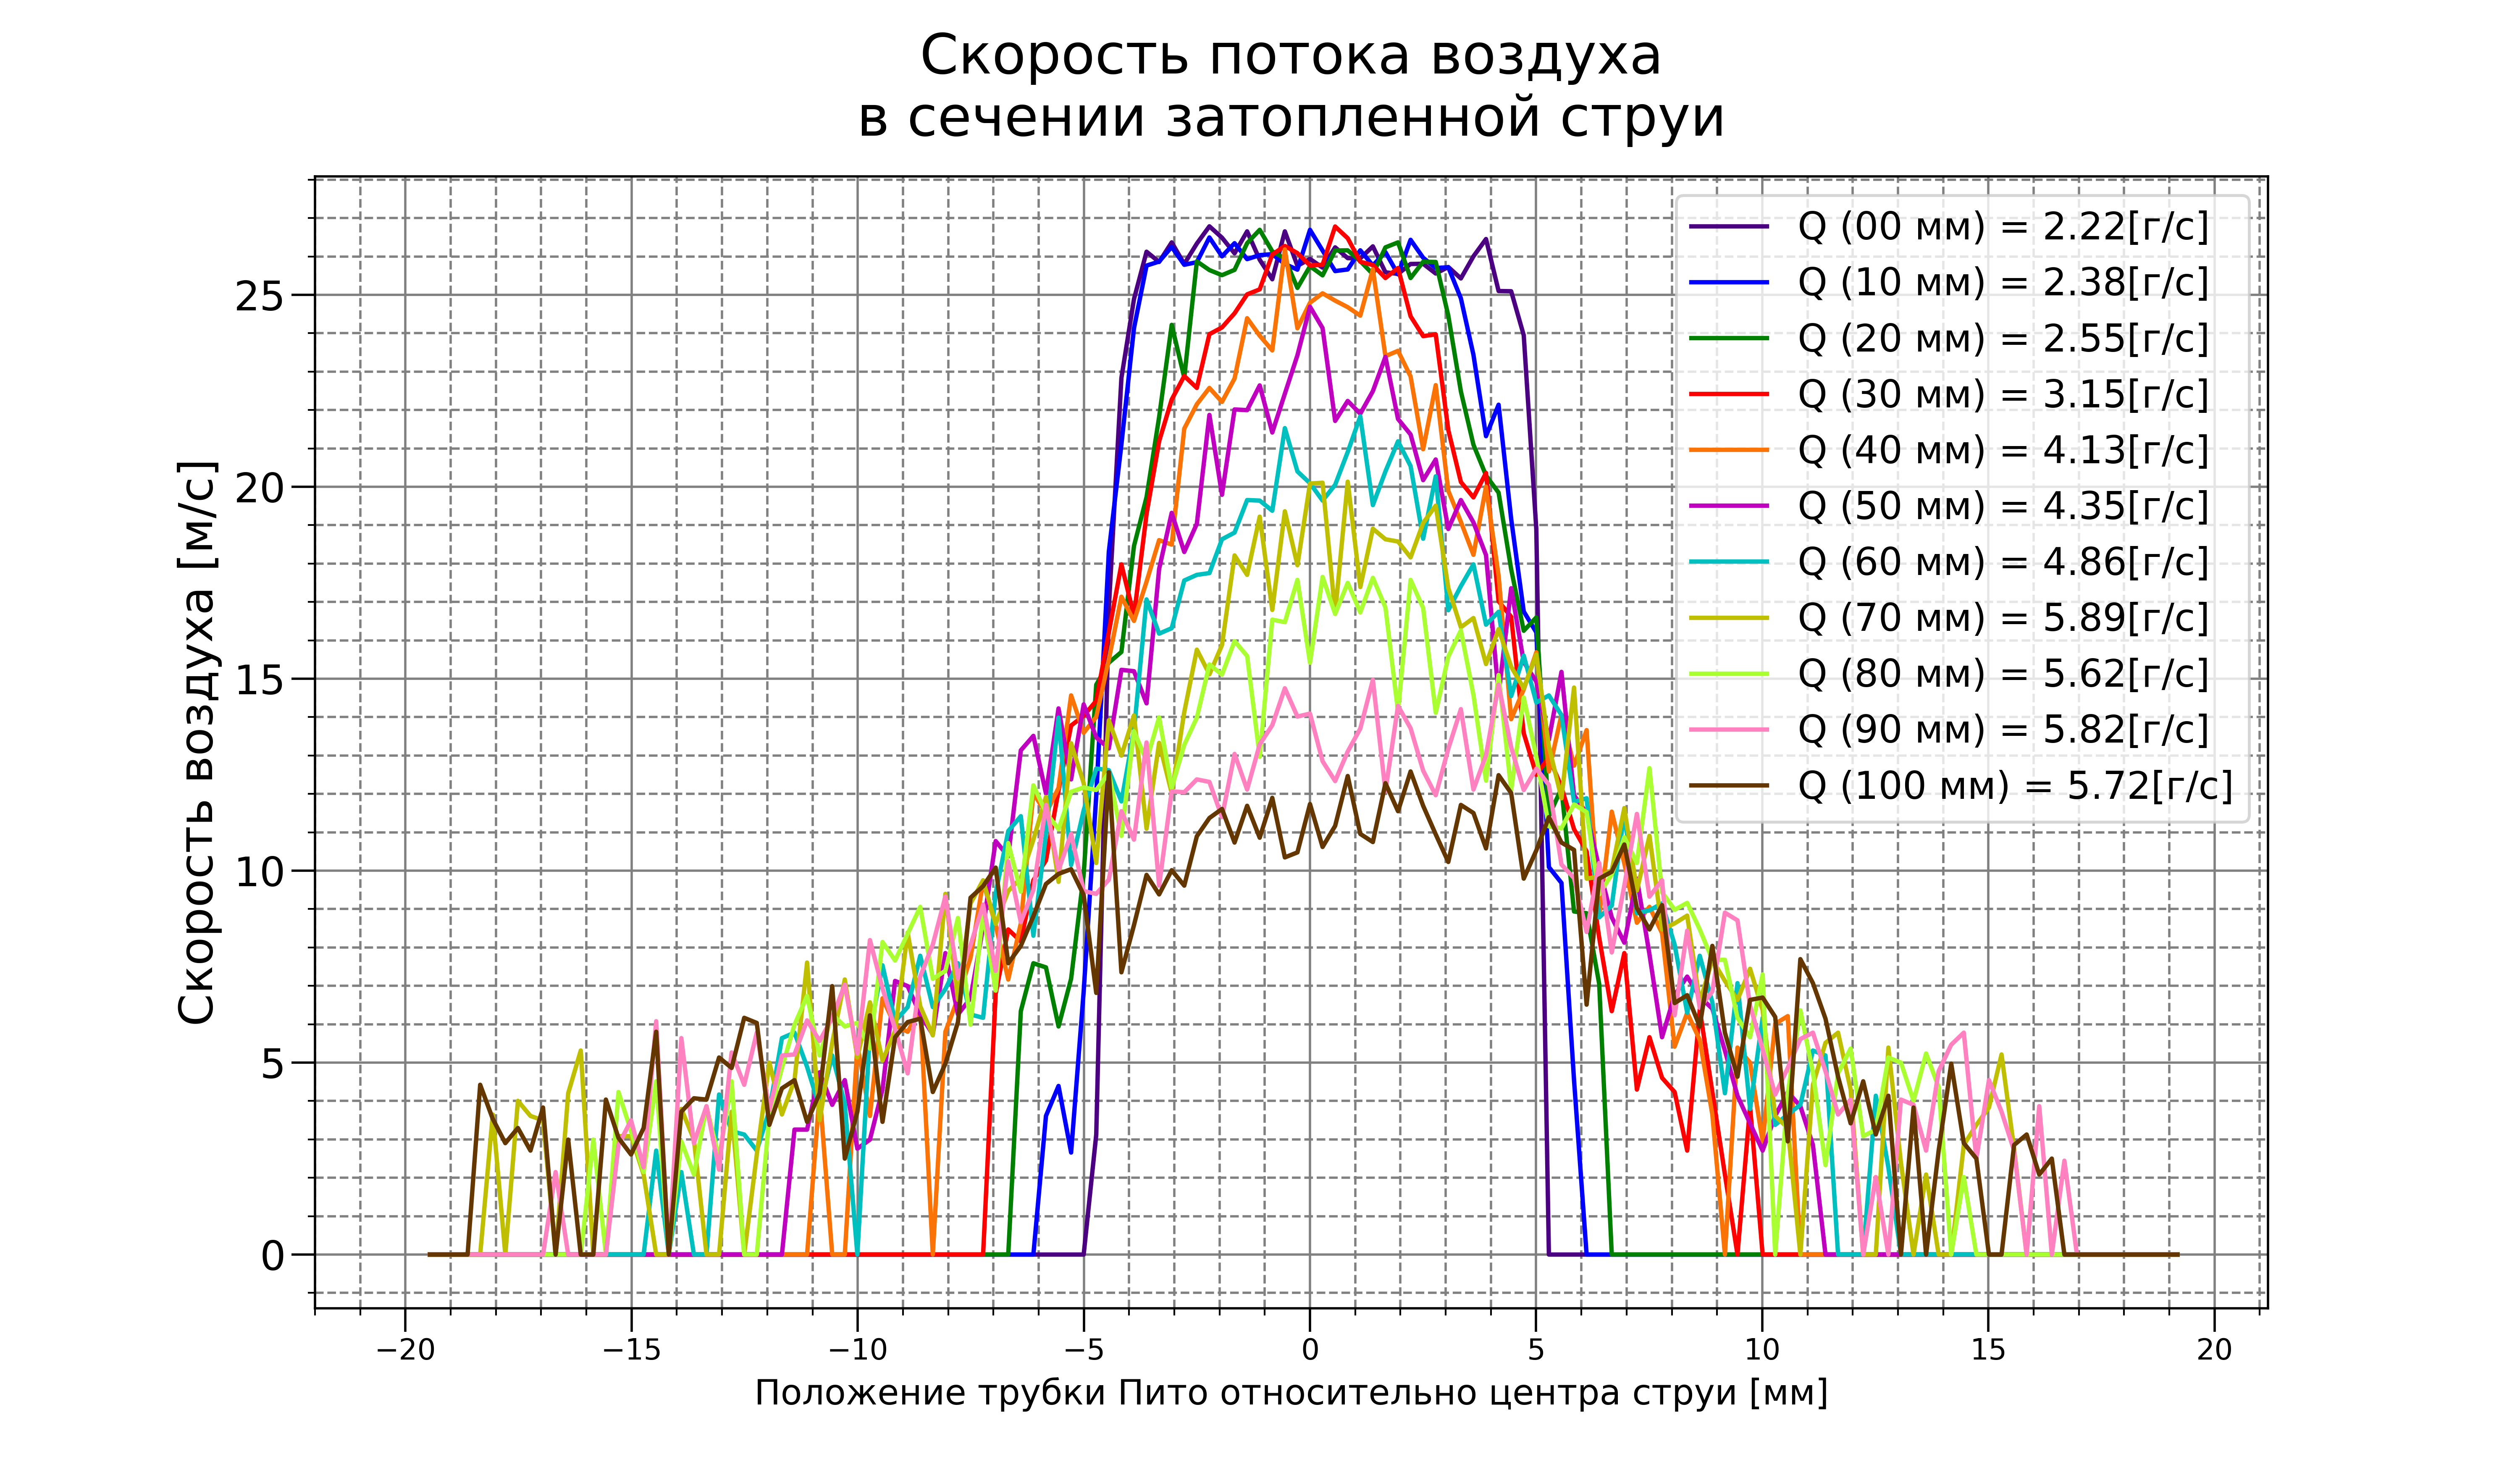 Скорость потока воздуха
в сечении затопленной струи
Скорость воздуха [м/с]
25
20
15
10
5
0
Q (00 мм) = 2.22[г/с]
Q (10 мм) = 2.38[г/с]
Q (20 мм) = 2.55[г/с]
Q (30 мм) = 3.15[г/с]
Q (40 мм) = 4.13[г/с]
Q (50 мм) = 4.35[г/с]
Q (60 мм) = 4.86[г/с]
Q (70 мм) = 5.89[г/с]
Q (80 мм) = 5.62[г/с]
Q (90 мм) = 5.82[г/с]
Q (100 мм) = 5.72[г/с]
−20 −15 −10 −5 0 5 10 15 20
Положение трубки Пито относительно центра струи [мм]